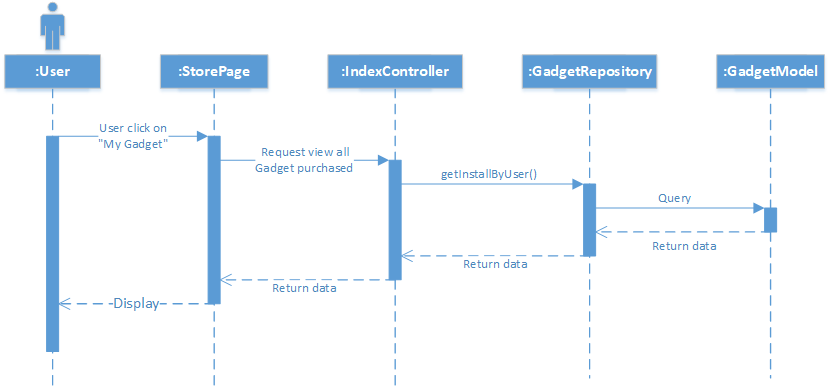 :User
:StorePage
:IndexController
:GadgetRepository
:GadgetModel
User click on
"My Gadget"
Request view all
Gadget purchased
getInstallByUser()
Query
Return data
Return data
Return data
Display